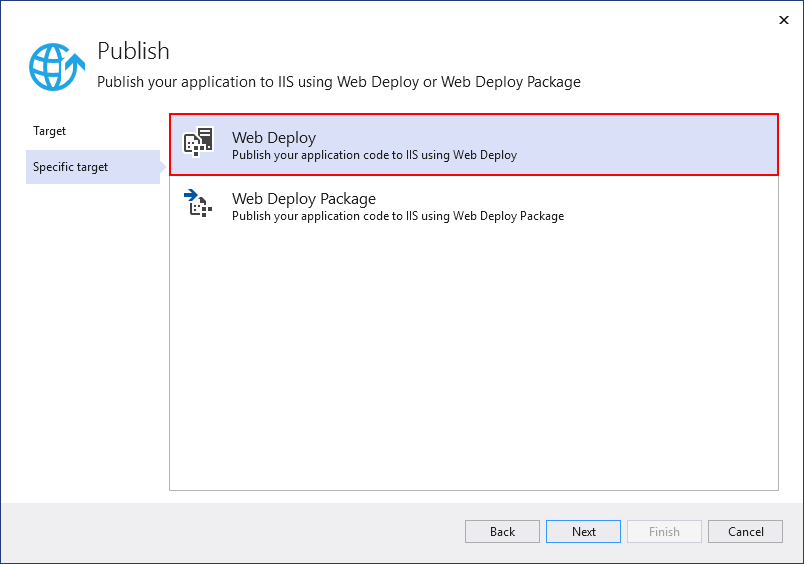 Publish
Publish your application to IIS using Web Deploy or Web Deploy Package
Target
Specific target
Web Deploy
Publish your application code to IIS using Web Deploy
Web Deploy Package
Publish your application code to IIS using Web Deploy Package
Back
Next
Finish
Cancel